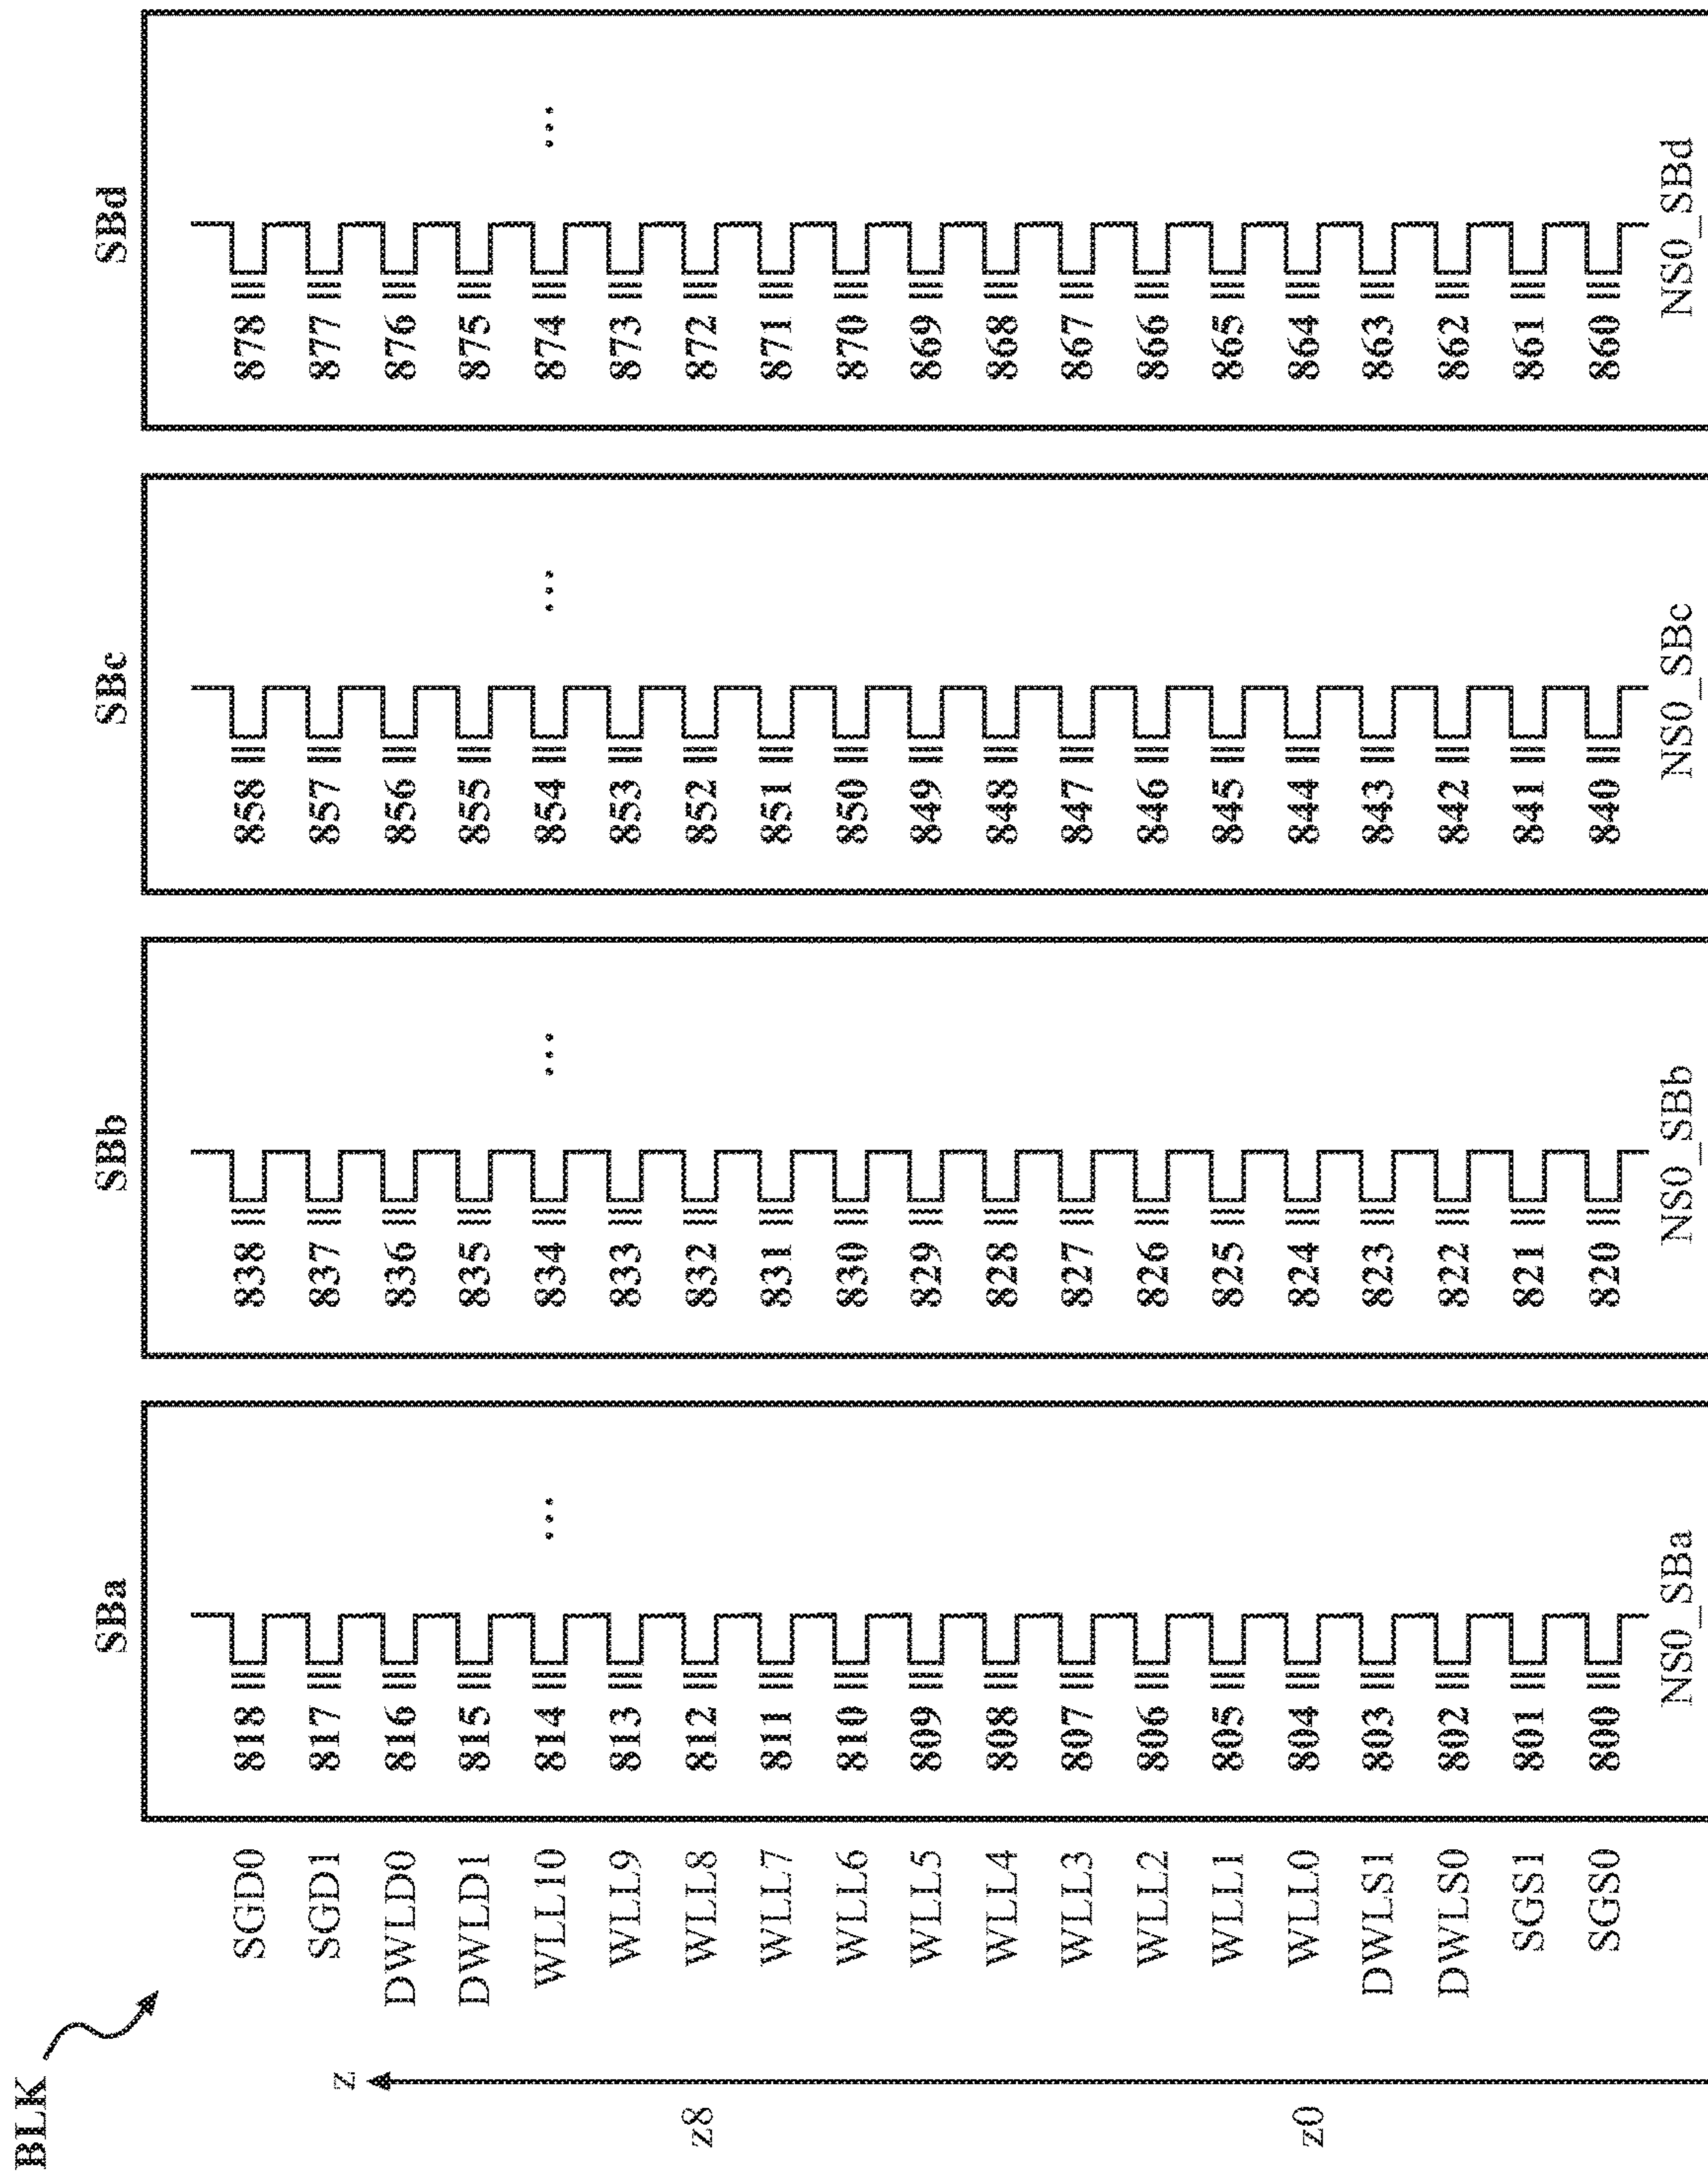 BLK
SBa SBb SBc SBd
SGD0 818 838 858 878
SGD1 817 837 857 877
z
DWLD0 816 836 856 876
DWLD1 815 835 855 875
WLL10 814 834 ... 854 ... 874 ...
WLL9 813 833 853 873
z8 WLL8 812 832 852 872
WLL7 811 831 851 871
WLL6 810 830 850 870
WLL5 809 829 849 869
WLL4 808 828 848 868
WLL3 807 827 847 867
WLL2 806 826 846 866
WLL1 805 825 845 865
z0 WLL0 804 824 844 864
DWLS1 803 823 843 863
DWLS0 802 822 842 862
SGS1 801 821 841 861
SGS0 800 820 840 860
NS0_SBa NS0_SBb NS0_SBc NS0_SBd